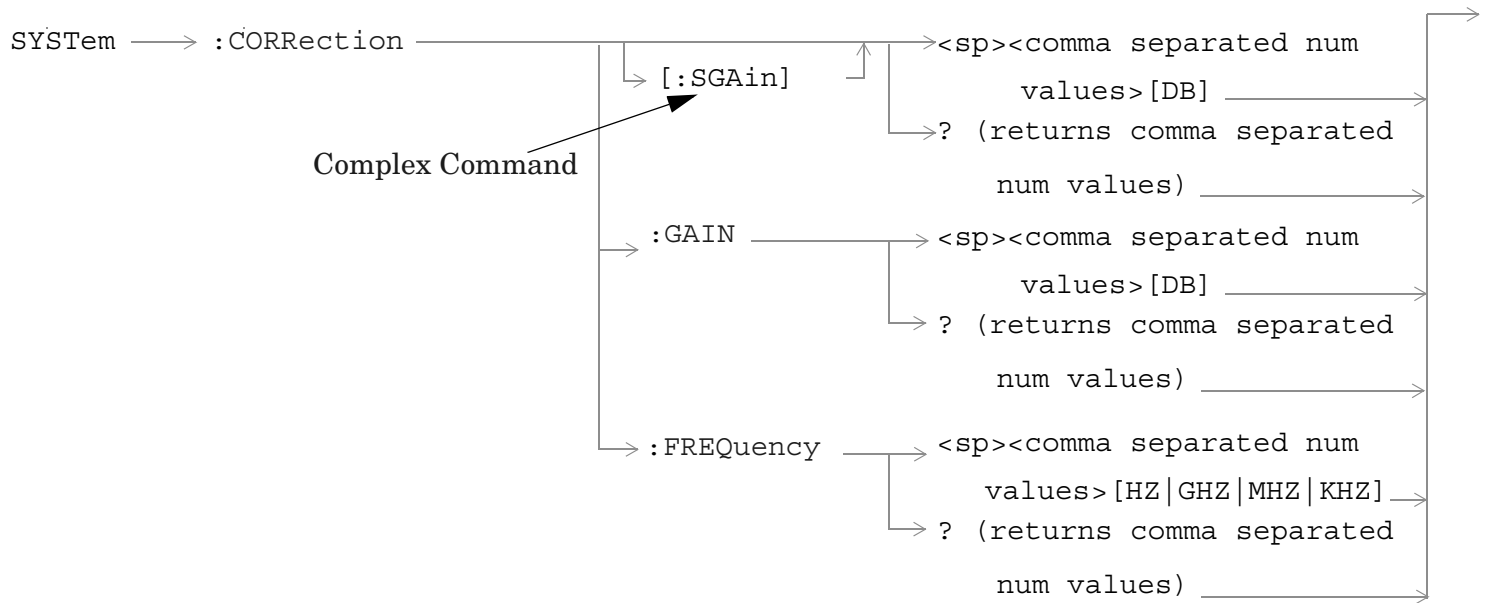 SYSTem :CORRection <sp><comma separated num
[:SGAin] values>[DB]
? (returns comma separated
Complex Command
num values)
:GAIN <sp><comma separated num
values>[DB]
? (returns comma separated
num values)
:FREQuency <sp><comma separated num
values>[HZ|GHZ|MHZ|KHZ]
? (returns comma separated
num values)